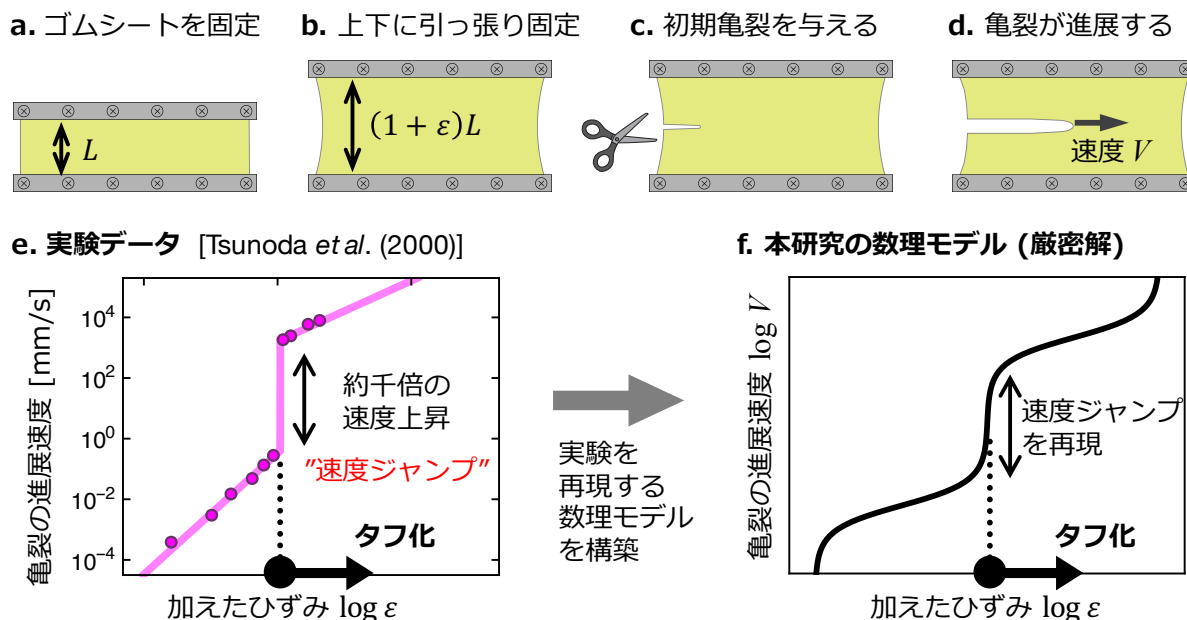 a. ゴムシートを固定
b. 上下に引っ張り固定
c. 初期亀裂を与える
d. 亀裂が進展する
L
(1 + ε)L
速度 V
e. 実験データ [Tsunoda et al. (2000)]
亀裂の進展速度 [mm/s]
10⁴
10²
10⁰
10⁻²
10⁻⁴
約千倍の
速度上昇
”速度ジャンプ”
タフ化
加えたひずみ log ε
実験を
再現する
数理モデル
を構築
f. 本研究の数理モデル (厳密解)
亀裂の進展速度 log V
速度ジャンプ
を再現
タフ化
加えたひずみ log ε